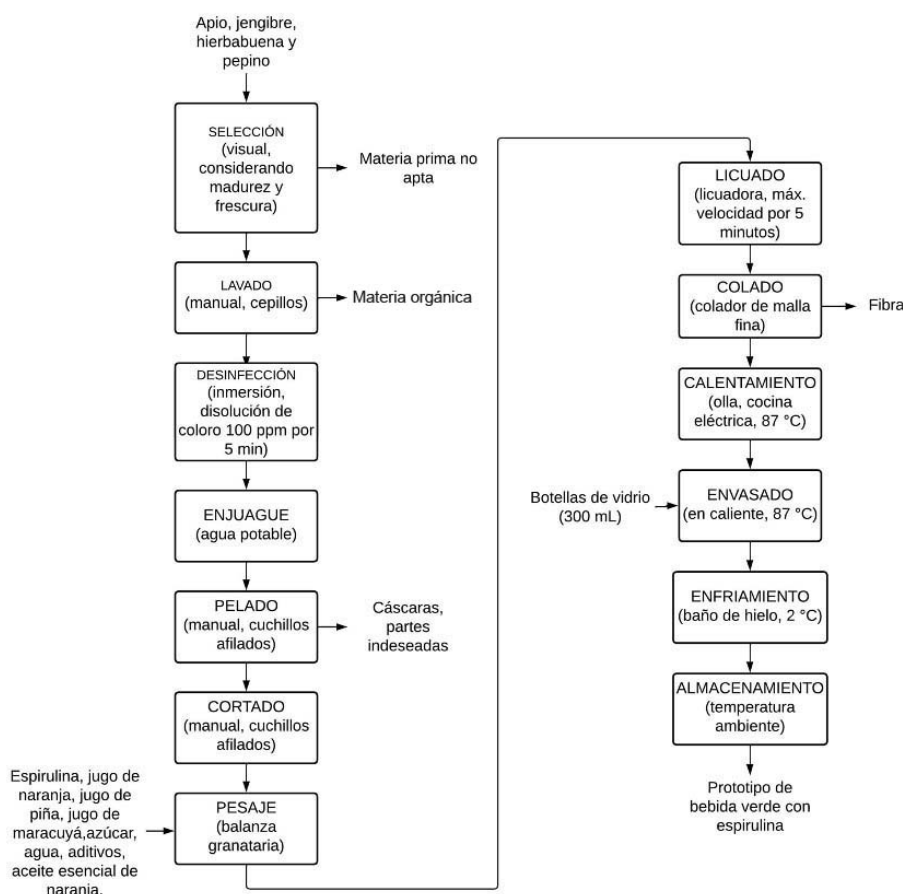 Apio, jengibre,
hierbabuena y
pepino
SELECCIÓN
(visual,
considerando
madurez y
frescura)
Materia prima no
apta
LAVADO
(manual, cepillos)
Materia orgánica
DESINFECCIÓN
(inmersión,
disolución de
coloro 100 ppm por
5 min)
ENJUAGUE
(agua potable)
PELADO
(manual, cuchillos
afilados)
Cáscaras,
partes
indeseadas
CORTADO
(manual, cuchillos
afilados)
Espirulina, jugo de
naranja, jugo de
piña, jugo de
maracuyá,azúcar,
agua, aditivos,
aceite esencial de
naranja.
PESAJE
(balanza
granataria)
LICUADO
(licuadora, máx.
velocidad por 5
minutos)
COLADO
(colador de malla
fina)
Fibra
CALENTAMIENTO
(olla, cocina
eléctrica, 87 °C)
Botellas de vidrio
(300 mL)
ENVASADO
(en caliente, 87 °C)
ENFRIAMIENTO
(baño de hielo, 2 °C)
ALMACENAMIENTO
(temperatura
ambiente)
Prototipo de
bebida verde con
espirulina